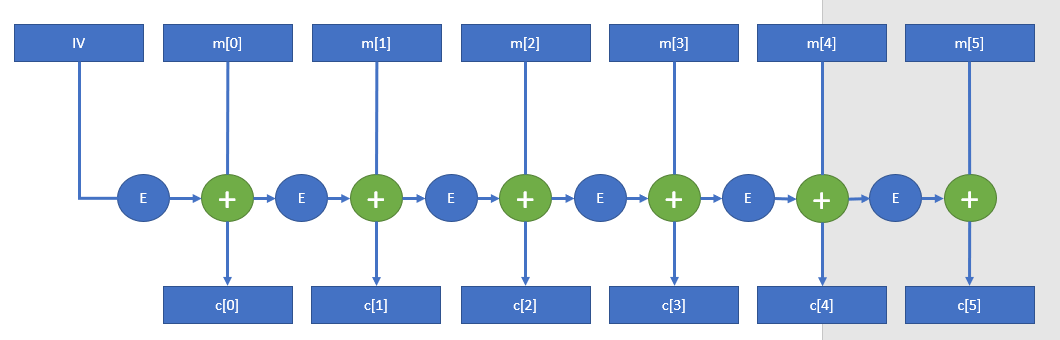 IV m[0] m[1] m[2] m[3] m[4] m[5]
E + E + E + E + E + E +
c[0] c[1] c[2] c[3] c[4] c[5]